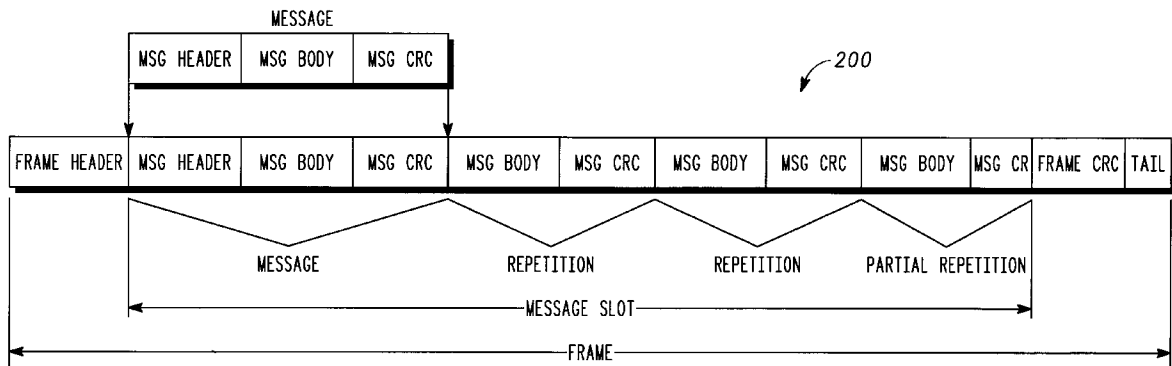 MESSAGE
MSG HEADER MSG BODY MSG CRC
200
FRAME HEADER MSG HEADER MSG BODY MSG CRC MSG BODY MSG CRC MSG BODY MSG CRC MSG BODY MSG CR FRAME CRC TAIL
MESSAGE REPETITION REPETITION PARTIAL REPETITION
MESSAGE SLOT
FRAME